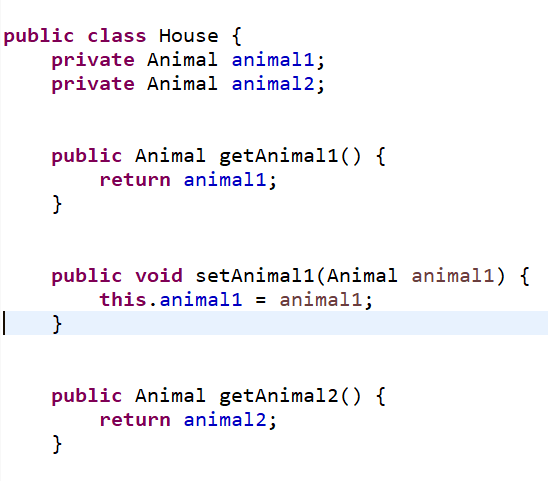 public class House {
    private Animal animal1;
    private Animal animal2;
    public Animal getAnimal1() {
        return animal1;
    }
    public void setAnimal1(Animal animal1) {
        this.animal1 = animal1;
    }
    public Animal getAnimal2() {
        return animal2;
    }